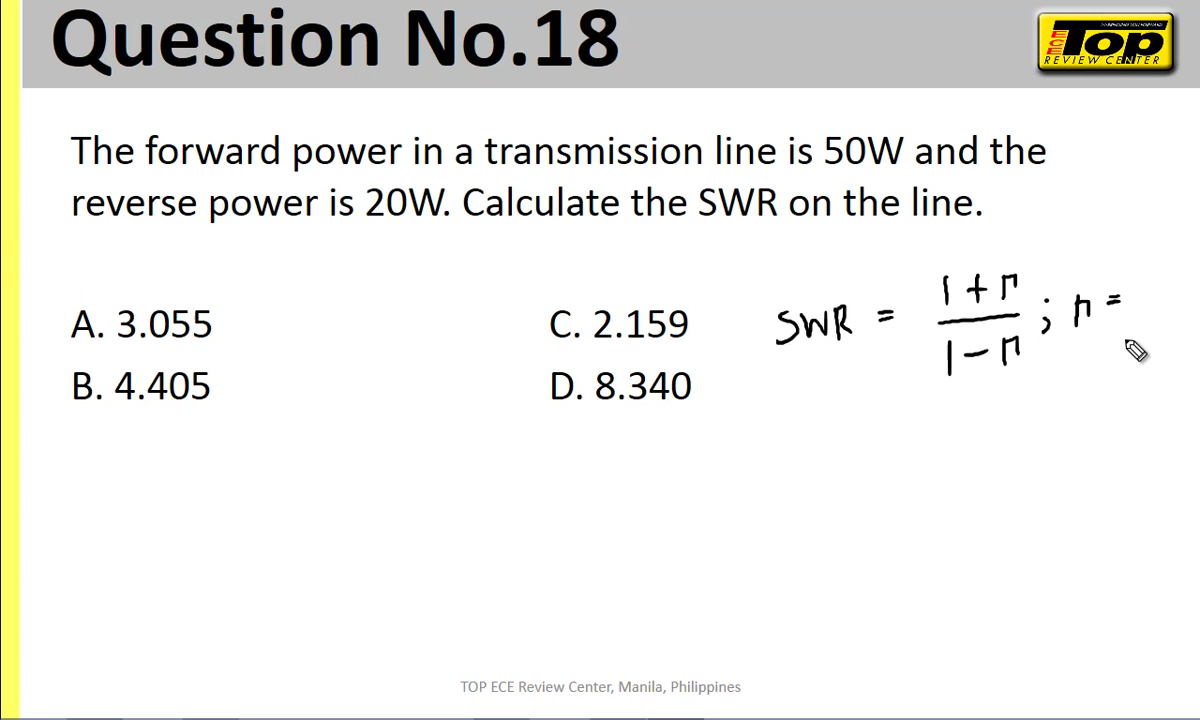 Question No.18
ECE Top
REVIEW CENTER
The forward power in a transmission line is 50W and the
reverse power is 20W. Calculate the SWR on the line.
A. 3.055
B. 4.405
C. 2.159
D. 8.340
SWR = 1 + Γ / 1 - Γ ; Γ =
TOP ECE Review Center, Manila, Philippines